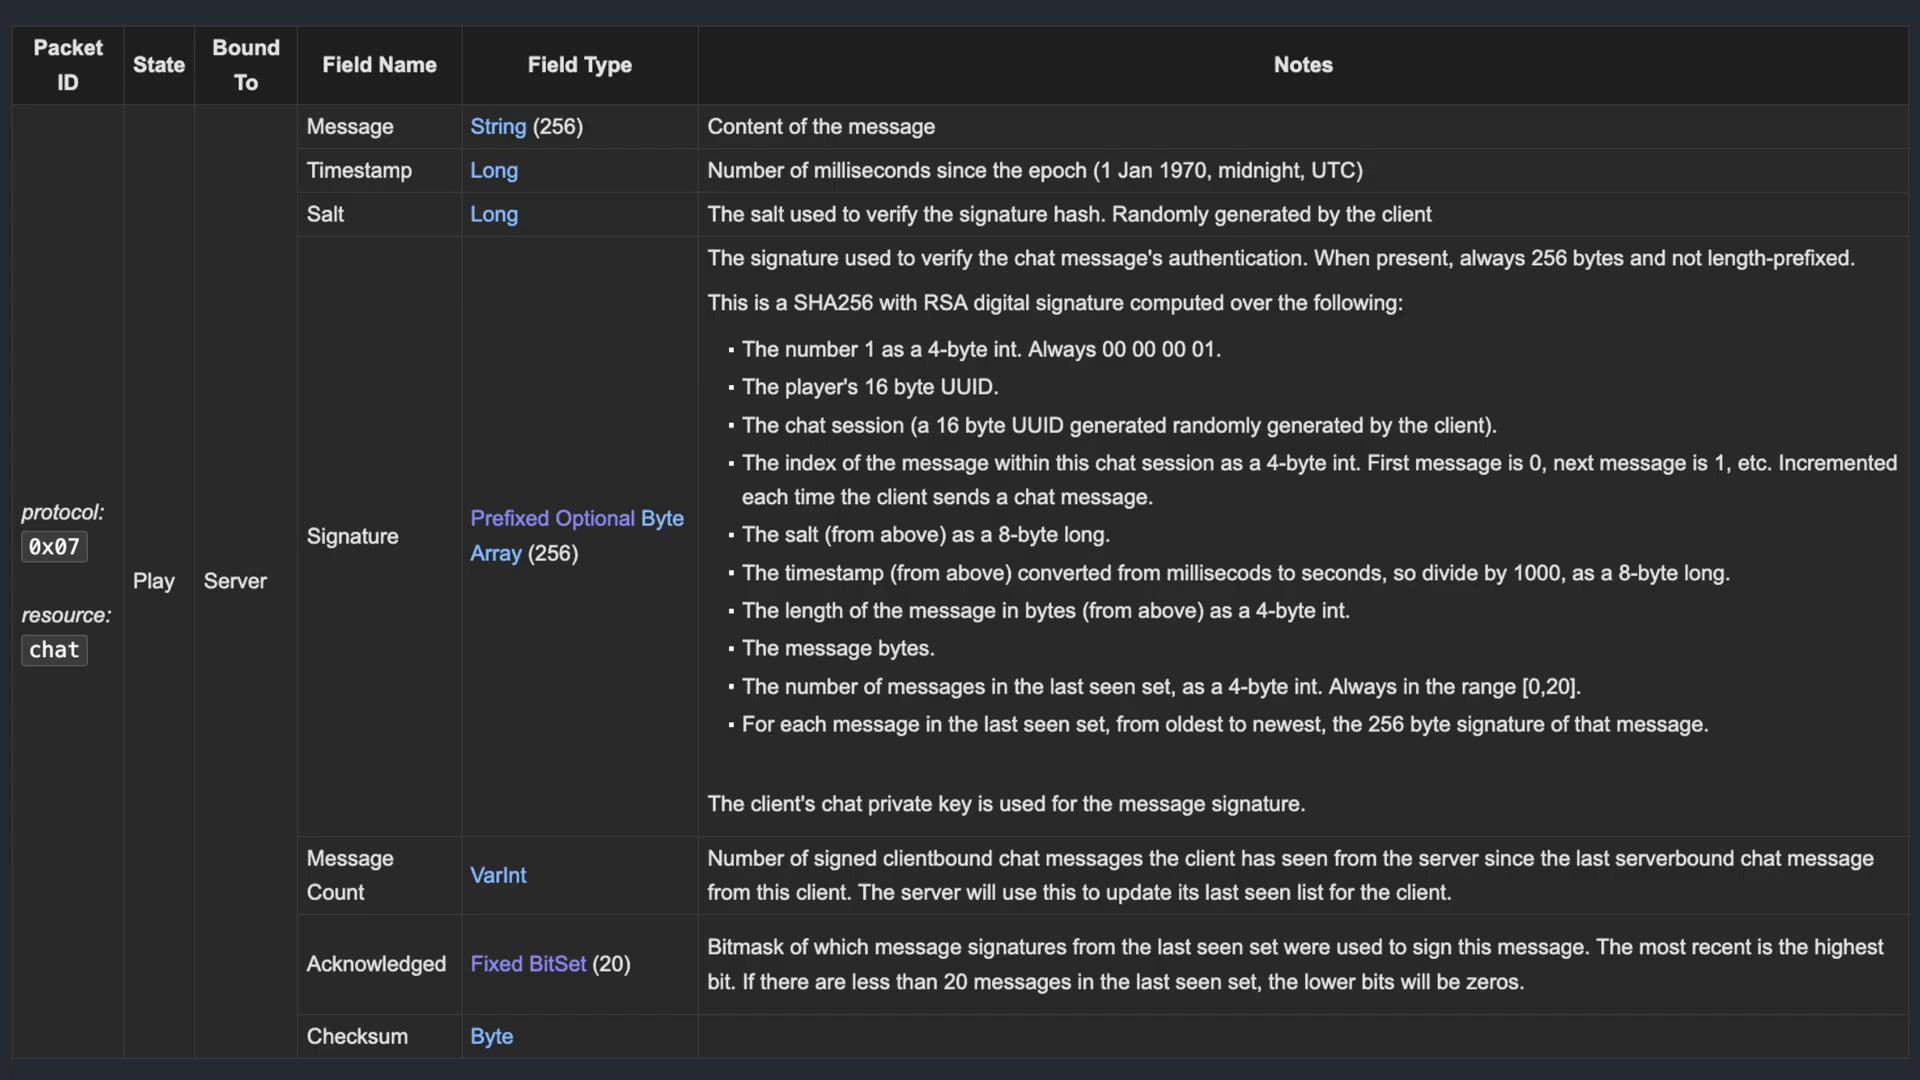 Packet ID
State
Bound To
Field Name
Field Type
Notes
protocol:
0x07
resource:
chat
Play
Server
Message
String (256)
Content of the message
Timestamp
Long
Number of milliseconds since the epoch (1 Jan 1970, midnight, UTC)
Salt
Long
The salt used to verify the signature hash. Randomly generated by the client
Signature
Prefixed Optional Byte
Array (256)
The signature used to verify the chat message's authentication. When present, always 256 bytes and not length-prefixed.
This is a SHA256 with RSA digital signature computed over the following:
▪ The number 1 as a 4-byte int. Always 00 00 00 01.
▪ The player's 16 byte UUID.
▪ The chat session (a 16 byte UUID generated randomly generated by the client).
▪ The index of the message within this chat session as a 4-byte int. First message is 0, next message is 1, etc. Incremented
each time the client sends a chat message.
▪ The salt (from above) as a 8-byte long.
▪ The timestamp (from above) converted from millisecods to seconds, so divide by 1000, as a 8-byte long.
▪ The length of the message in bytes (from above) as a 4-byte int.
▪ The message bytes.
▪ The number of messages in the last seen set, as a 4-byte int. Always in the range [0,20].
▪ For each message in the last seen set, from oldest to newest, the 256 byte signature of that message.
The client's chat private key is used for the message signature.
Message
Count
VarInt
Number of signed clientbound chat messages the client has seen from the server since the last serverbound chat message
from this client. The server will use this to update its last seen list for the client.
Acknowledged
Fixed BitSet (20)
Bitmask of which message signatures from the last seen set were used to sign this message. The most recent is the highest
bit. If there are less than 20 messages in the last seen set, the lower bits will be zeros.
Checksum
Byte